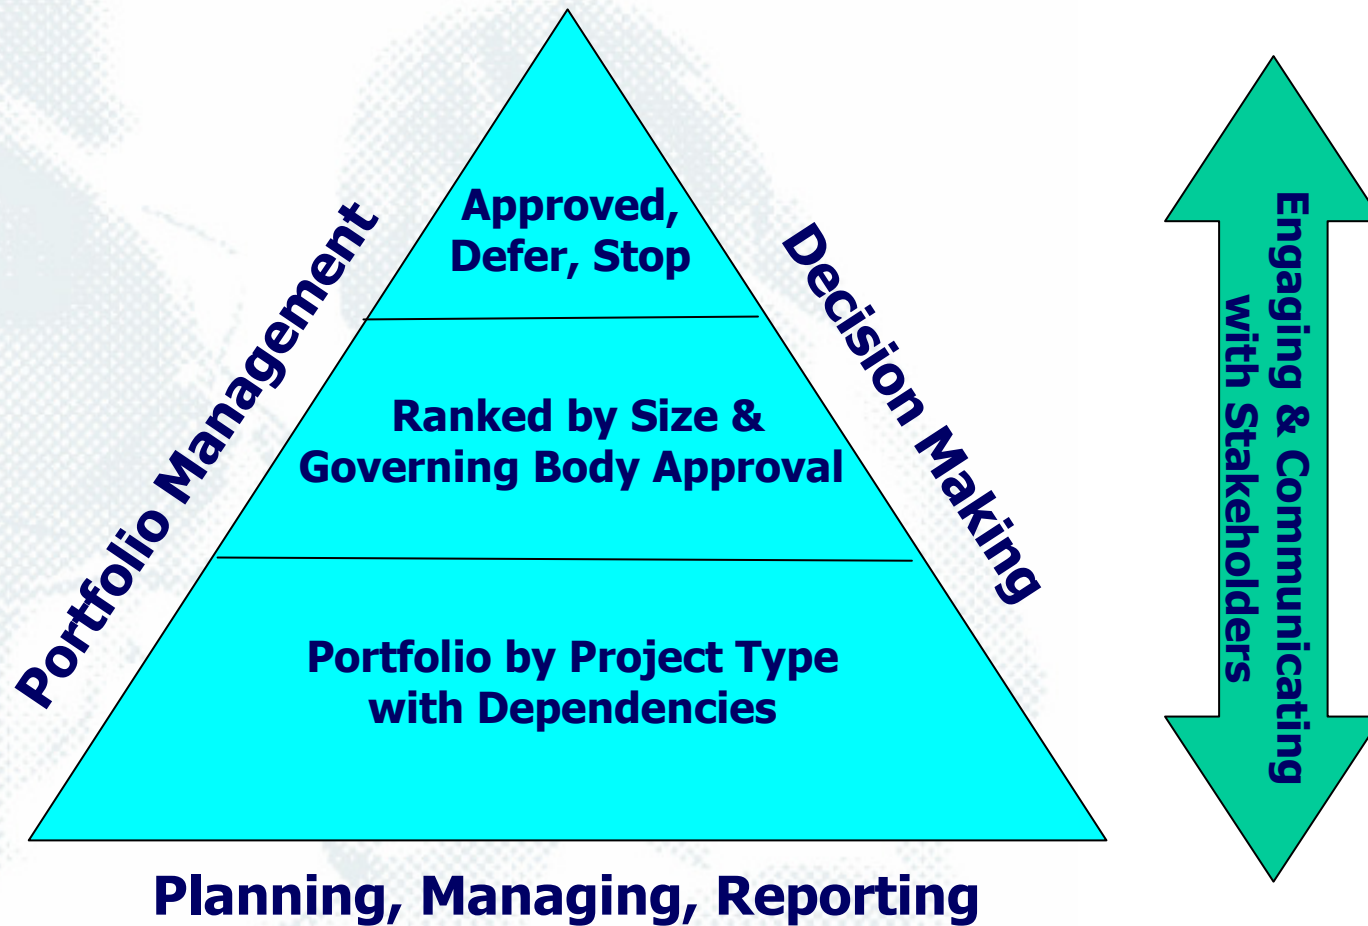 Approved,
Defer, Stop
Portfolio Management
Decision Making
Ranked by Size &
Governing Body Approval
Portfolio by Project Type
with Dependencies
Planning, Managing, Reporting
Engaging & Communicating
with Stakeholders